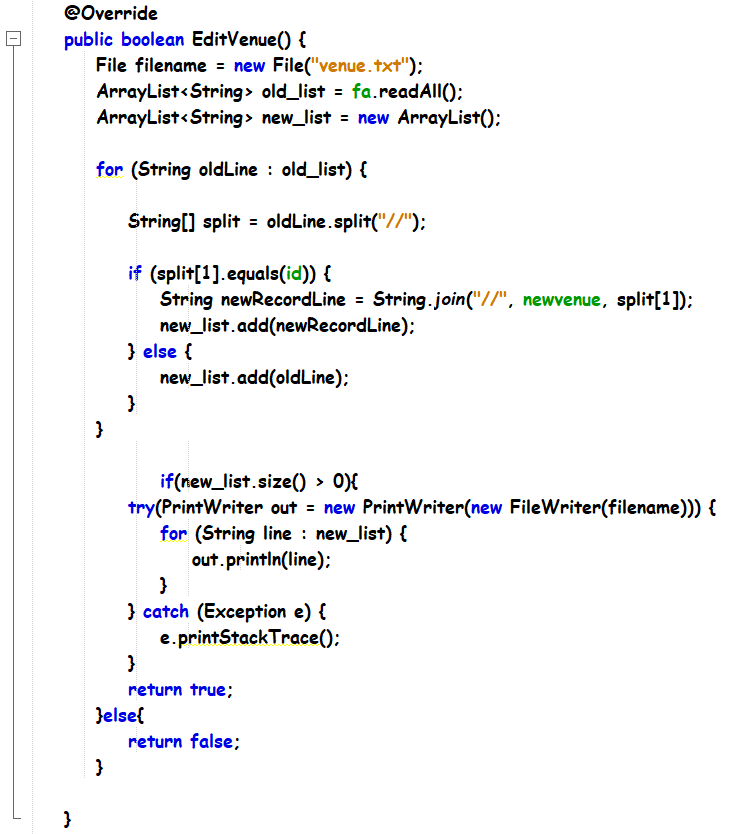 @Override
public boolean EditVenue() {
File filename = new File("venue.txt");
ArrayList<String> old_list = fa.readAll();
ArrayList<String> new_list = new ArrayList();
for (String oldLine : old_list) {
String[] split = oldLine.split("//");
if (split[1].equals(id)) {
String newRecordLine = String.join("//", newvenue, split[1]);
new_list.add(newRecordLine);
} else {
new_list.add(oldLine);
}
}
if(new_list.size() > 0){
try(PrintWriter out = new PrintWriter(new FileWriter(filename))) {
for (String line : new_list) {
out.println(line);
}
} catch (Exception e) {
e.printStackTrace();
}
return true;
}else{
return false;
}
}